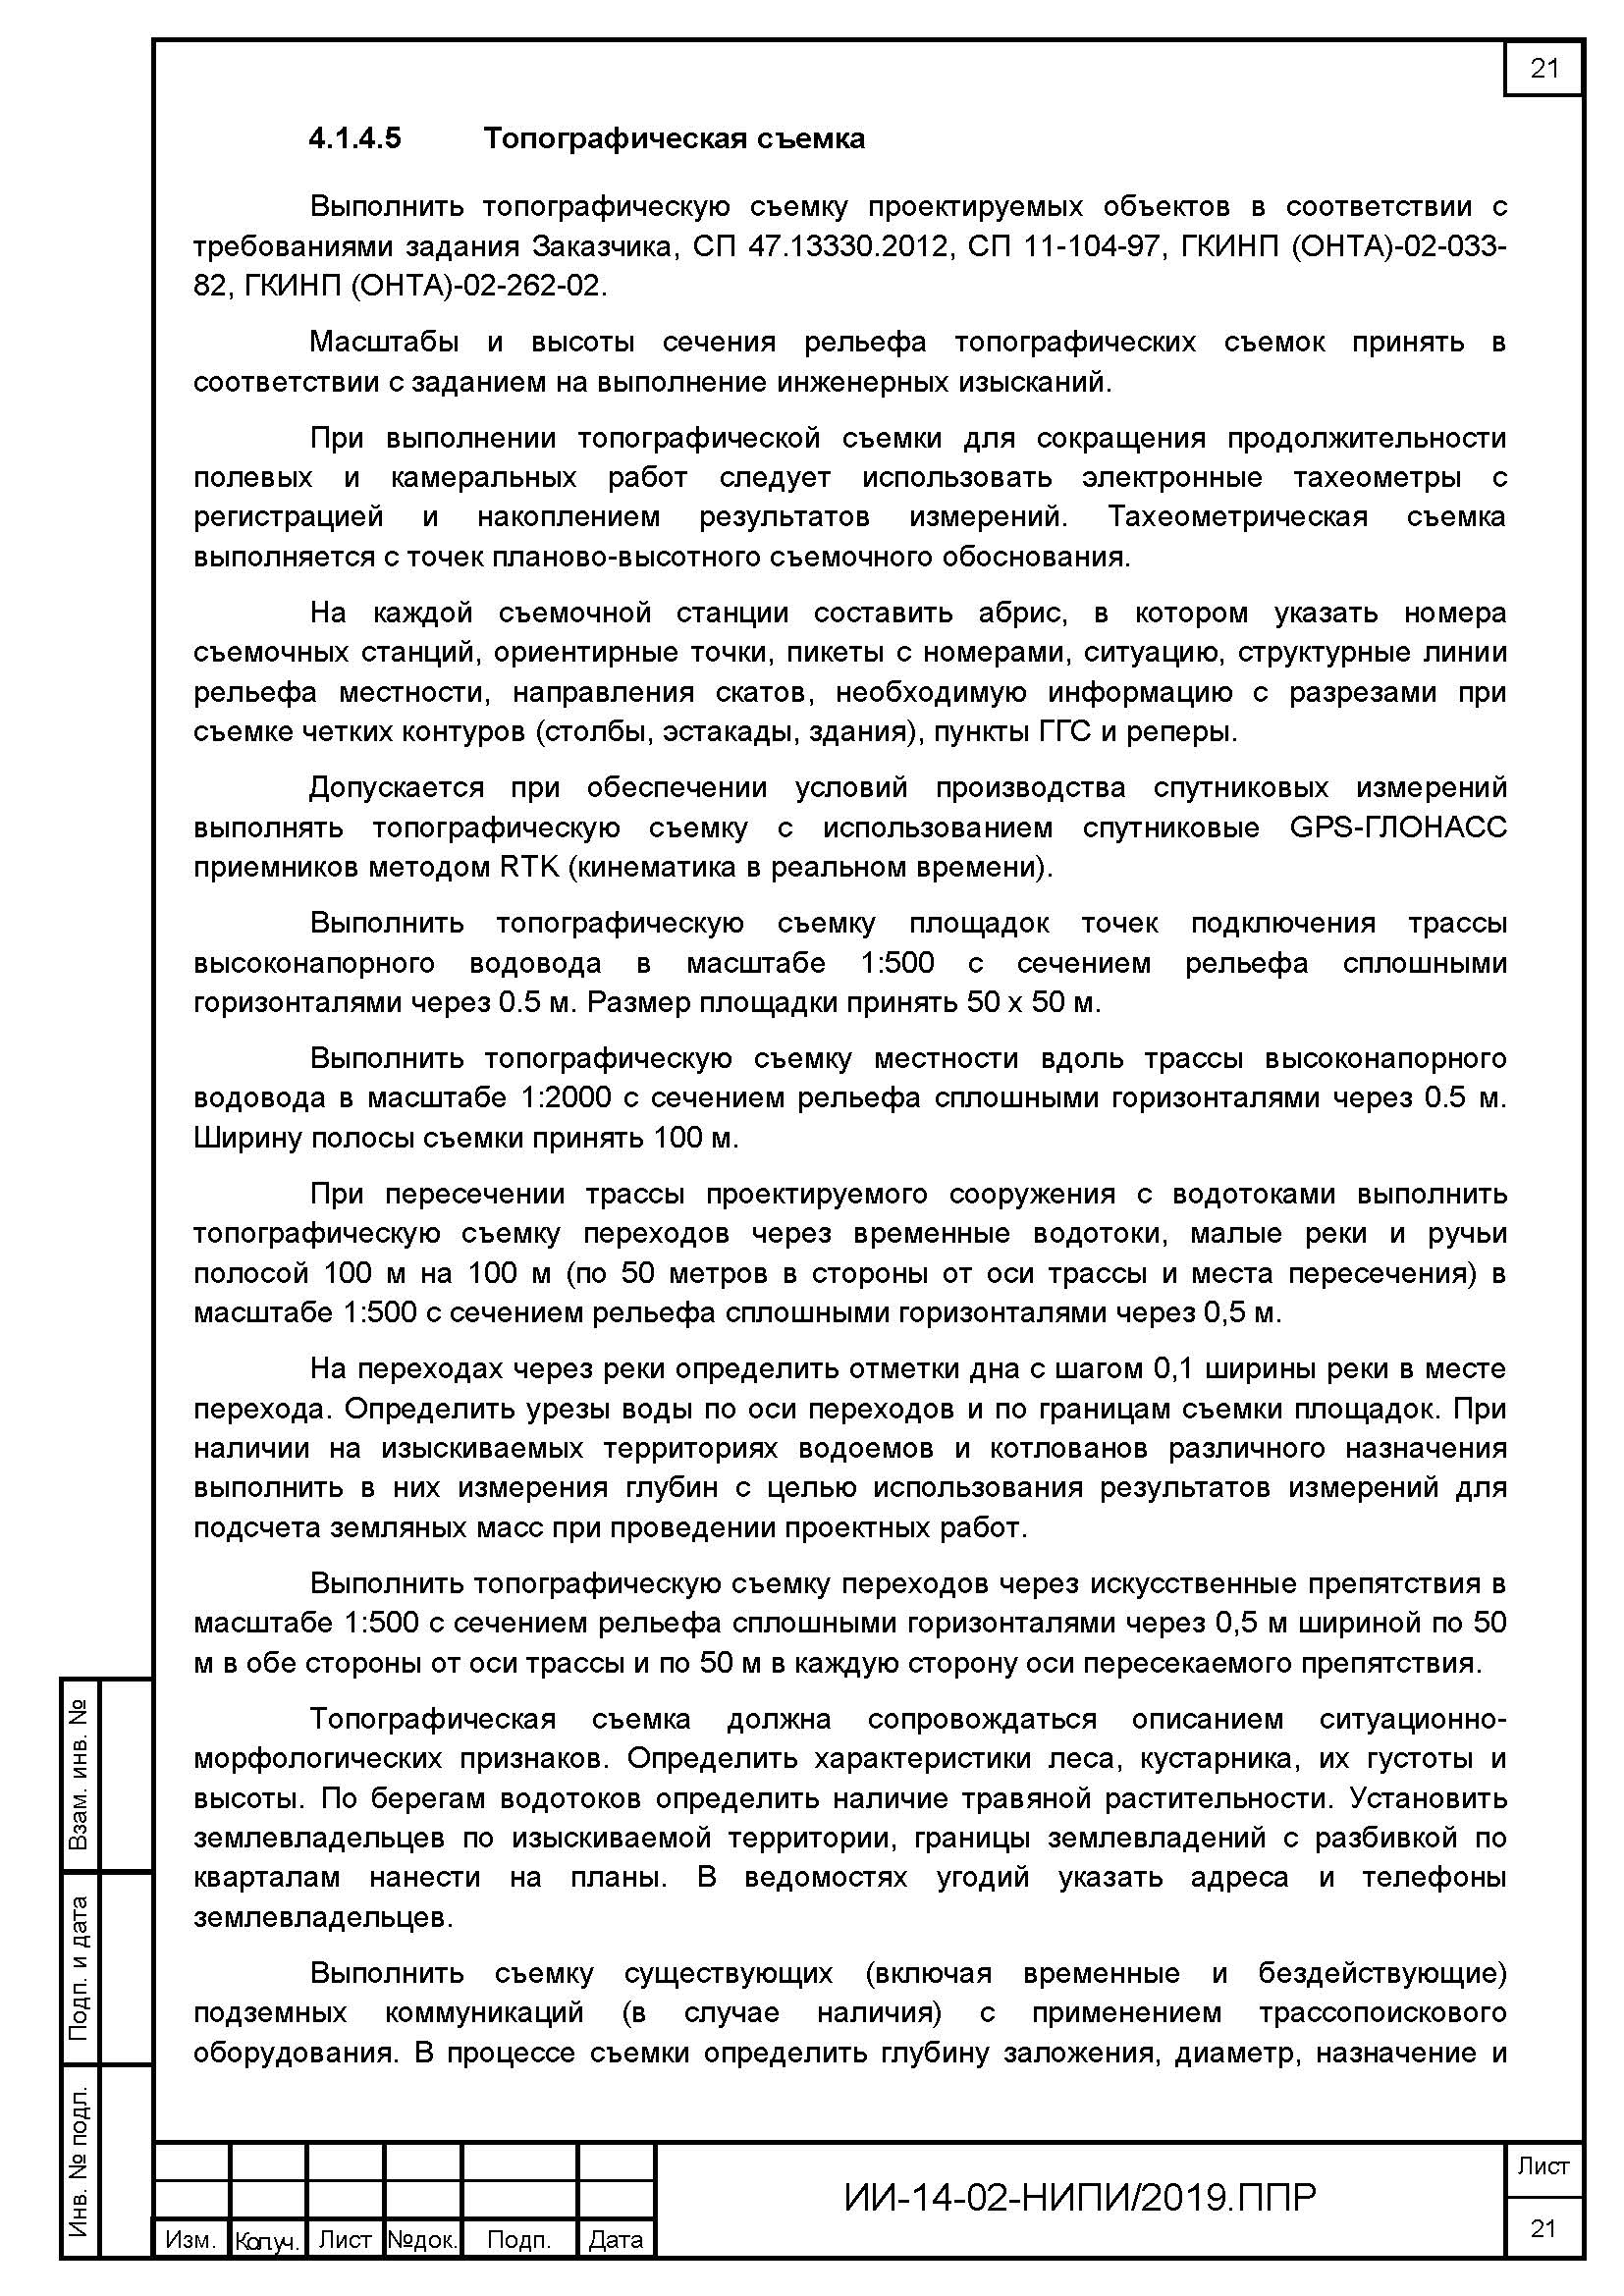 21
4.1.4.5 Топографическая съемка
Выполнить топографическую съемку проектируемых объектов в соответствии с
требованиями задания Заказчика, СП 47.13330.2012, СП 11-104-97, ГКИНП (ОНТА)-02-033-
82, ГКИНП (ОНТА)-02-262-02.
Масштабы и высоты сечения рельефа топографических съемок принять в
соответствии с заданием на выполнение инженерных изысканий.
При выполнении топографической съемки для сокращения продолжительности
полевых и камеральных работ следует использовать электронные тахеометры с
регистрацией и накоплением результатов измерений. Тахеометрическая съемка
выполняется с точек планово-высотного съемочного обоснования.
На каждой съемочной станции составить абрис, в котором указать номера
съемочных станций, ориентирные точки, пикеты с номерами, ситуацию, структурные линии
рельефа местности, направления скатов, необходимую информацию с разрезами при
съемке четких контуров (столбы, эстакады, здания), пункты ГГС и реперы.
Допускается при обеспечении условий производства спутниковых измерений
выполнять топографическую съемку с использованием спутниковые GPS-ГЛОНАСС
приемников методом RTK (кинематика в реальном времени).
Выполнить топографическую съемку площадок точек подключения трассы
высоконапорного водовода в масштабе 1:500 с сечением рельефа сплошными
горизонталями через 0.5 м. Размер площадки принять 50 х 50 м.
Выполнить топографическую съемку местности вдоль трассы высоконапорного
водовода в масштабе 1:2000 с сечением рельефа сплошными горизонталями через 0.5 м.
Ширину полосы съемки принять 100 м.
При пересечении трассы проектируемого сооружения с водотоками выполнить
топографическую съемку переходов через временные водотоки, малые реки и ручьи
полосой 100 м на 100 м (по 50 метров в стороны от оси трассы и места пересечения) в
масштабе 1:500 с сечением рельефа сплошными горизонталями через 0,5 м.
На переходах через реки определить отметки дна с шагом 0,1 ширины реки в месте
перехода. Определить урезы воды по оси переходов и по границам съемки площадок. При
наличии на изыскиваемых территориях водоемов и котлованов различного назначения
выполнить в них измерения глубин с целью использования результатов измерений для
подсчета земляных масс при проведении проектных работ.
Выполнить топографическую съемку переходов через искусственные препятствия в
масштабе 1:500 с сечением рельефа сплошными горизонталями через 0,5 м шириной по 50
м в обе стороны от оси трассы и по 50 м в каждую сторону оси пересекаемого препятствия.
Топографическая съемка должна сопровождаться описанием ситуационно-
морфологических признаков. Определить характеристики леса, кустарника, их густоты и
высоты. По берегам водотоков определить наличие травяной растительности. Установить
землевладельцев по изыскиваемой территории, границы землевладений с разбивкой по
кварталам нанести на планы. В ведомостях угодий указать адреса и телефоны
землевладельцев.
Выполнить съемку существующих (включая временные и бездействующие)
подземных коммуникаций (в случае наличия) с применением трассопоискового
оборудования. В процессе съемки определить глубину заложения, диаметр, назначение и
Взам. инв. №
Подп. и дата
Инв. № подл.
Изм. Кол.уч. Лист №док. Подп. Дата
ИИ-14-02-НИПИ/2019.ППР
Лист
21